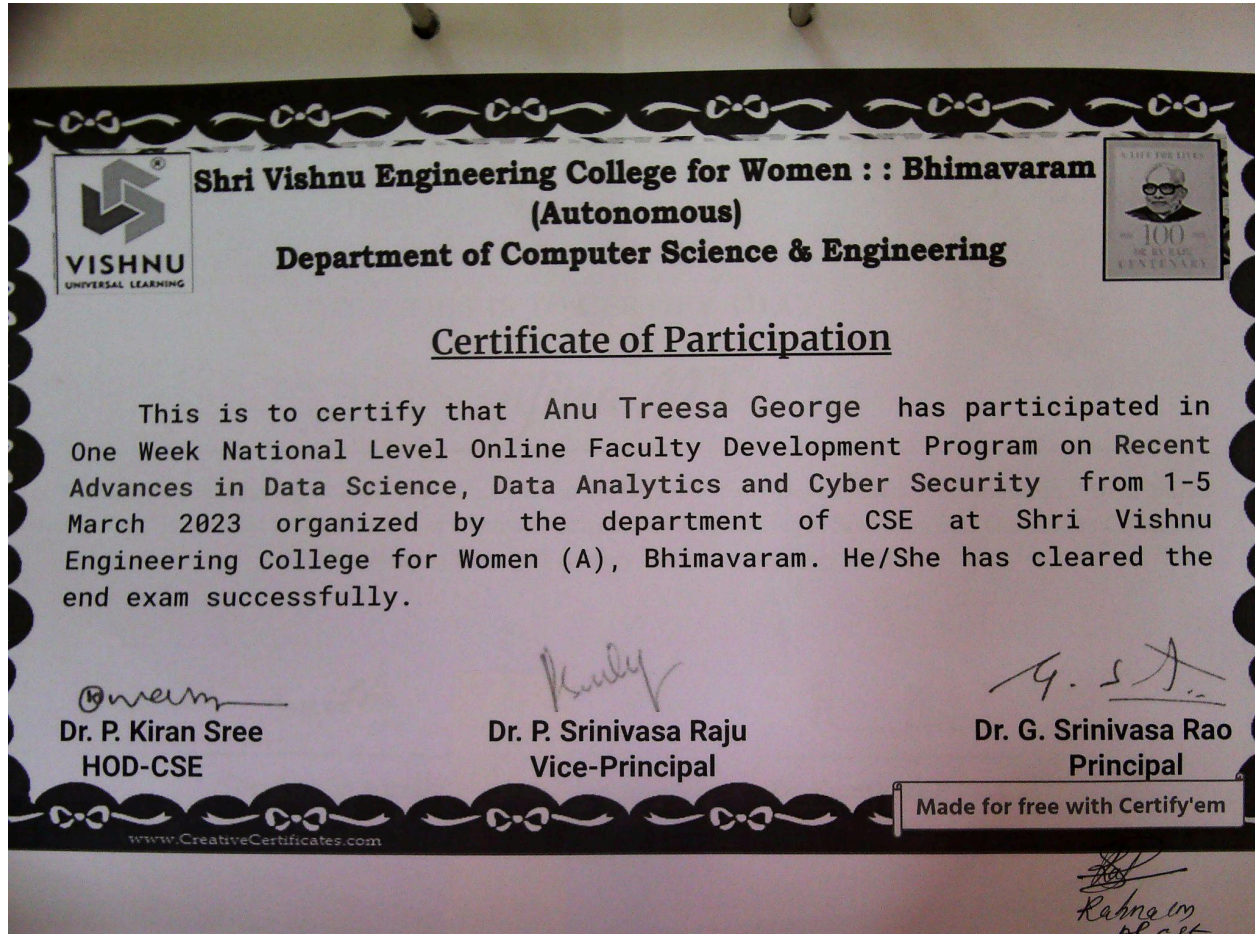 Shri Vishnu Engineering College for Women : : Bhimavaram
(Autonomous)
Department of Computer Science & Engineering
VISHNU
UNIVERSAL LEARNING
®
A LIFE FOR LIVES
100
CENTENARY
Certificate of Participation
This is to certify that Anu Treesa George has participated in
One Week National Level Online Faculty Development Program on Recent
Advances in Data Science, Data Analytics and Cyber Security from 1-5
March 2023 organized by the department of CSE at Shri Vishnu
Engineering College for Women (A), Bhimavaram. He/She has cleared the
end exam successfully.
Dr. P. Kiran Sree
HOD-CSE
Dr. P. Srinivasa Raju
Vice-Principal
G. S
Dr. G. Srinivasa Rao
Principal
Made for free with Certify'em
www.CreativeCertificates.com